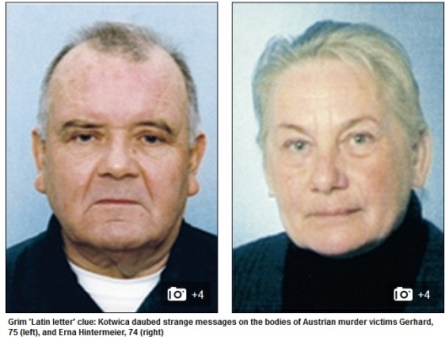 +4
+4
Grim 'Latin letter' clue: Kotwica daubed strange messages on the bodies of Austrian murder victims Gerhard,
75 (left), and Erna Hintermeier, 74 (right)